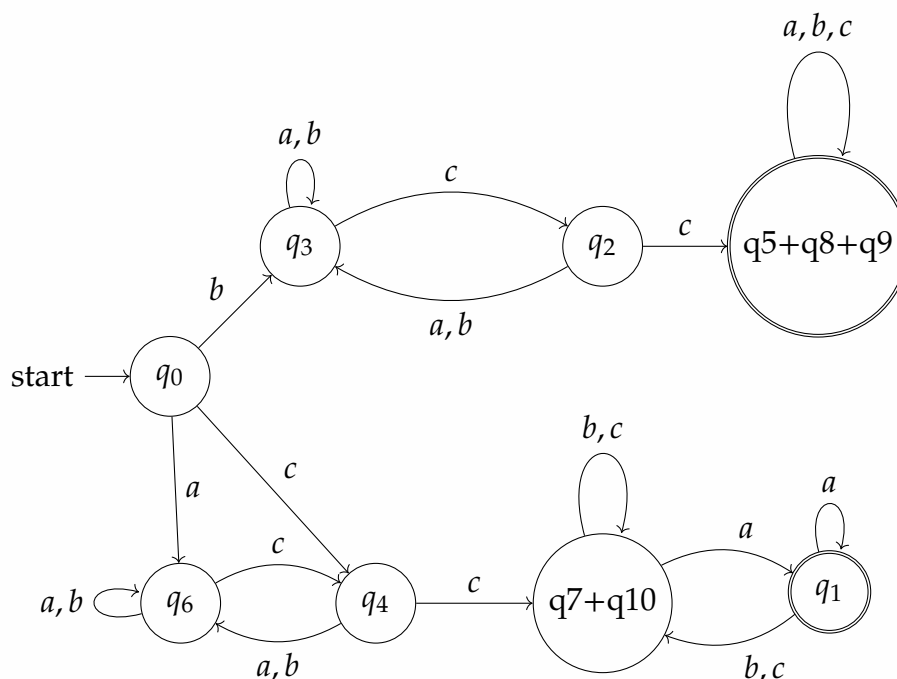 a, b, c
a, b
c
q3
q2
c
q5+q8+q9
b
a, b
start
q0
b, c
c
a
a
a
c
a, b
q6
q4
c
q7+q10
q1
a, b
b, c